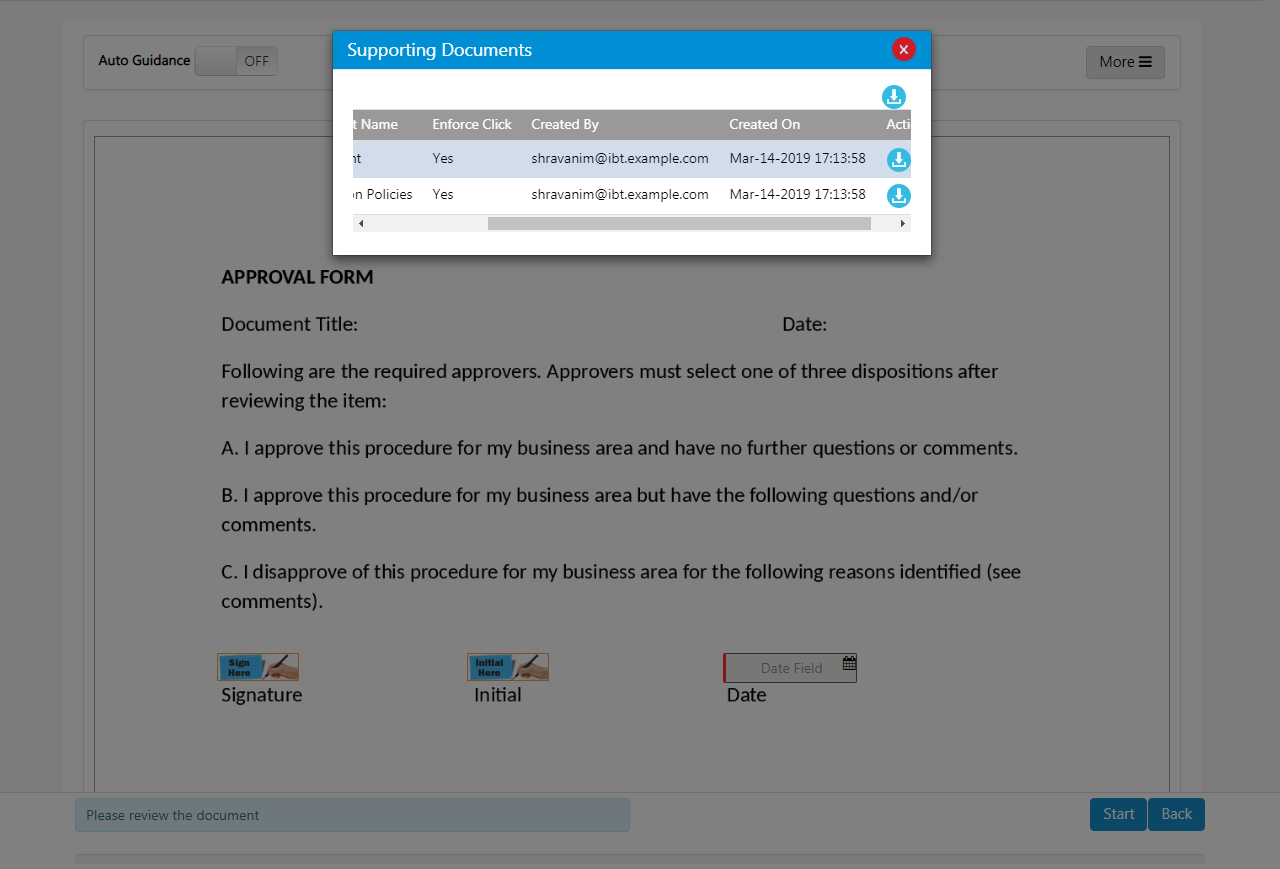 Supporting Documents
Auto Guidance OFF
More
t Name Enforce Click Created By Created On Acti
nt Yes shravanim@ibt.example.com Mar-14-2019 17:13:58
n Policies Yes shravanim@ibt.example.com Mar-14-2019 17:13:58
APPROVAL FORM
Document Title: Date:
Following are the required approvers. Approvers must select one of three dispositions after
reviewing the item:
A. I approve this procedure for my business area and have no further questions or comments.
B. I approve this procedure for my business area but have the following questions and/or
comments.
C. I disapprove of this procedure for my business area for the following reasons identified (see
comments).
Sign Here
Initial Here
Date Field
Signature Initial Date
Please review the document
Start Back